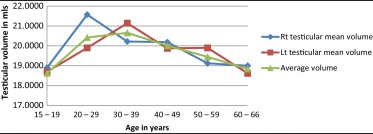 Testicular volume in mls
22.0000
21.0000
20.0000
19.0000
18.0000
17.0000
15 – 19 20 – 29 30 – 39 40 – 49 50 – 59 60 – 66
Age in years
Rt testicular mean volume
Lt testicular mean volume
Average volume